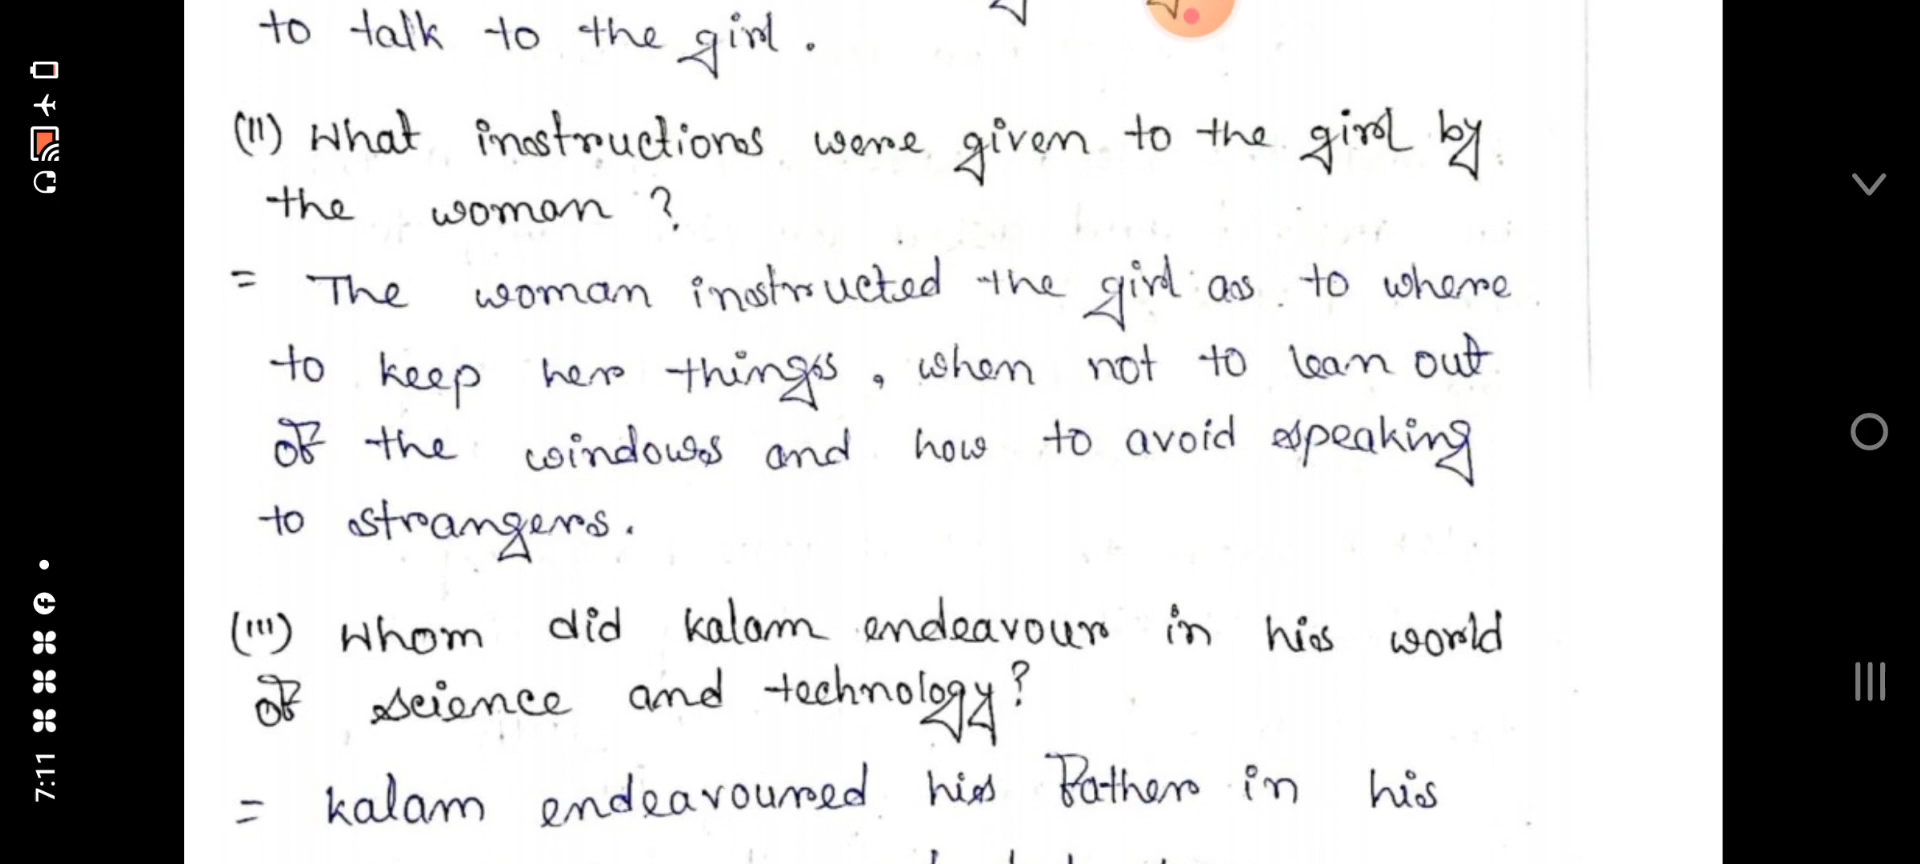 to talk to the girl.
(II) What instructions were given to the girl by
the woman ?
= The woman instructed the girl as to where
to keep her things, when not to lean out
of the windows and how to avoid speaking
to strangers.
(III) Whom did kalam endeavour in his world
of science and technology?
= kalam endeavoured his Father in his
7:11